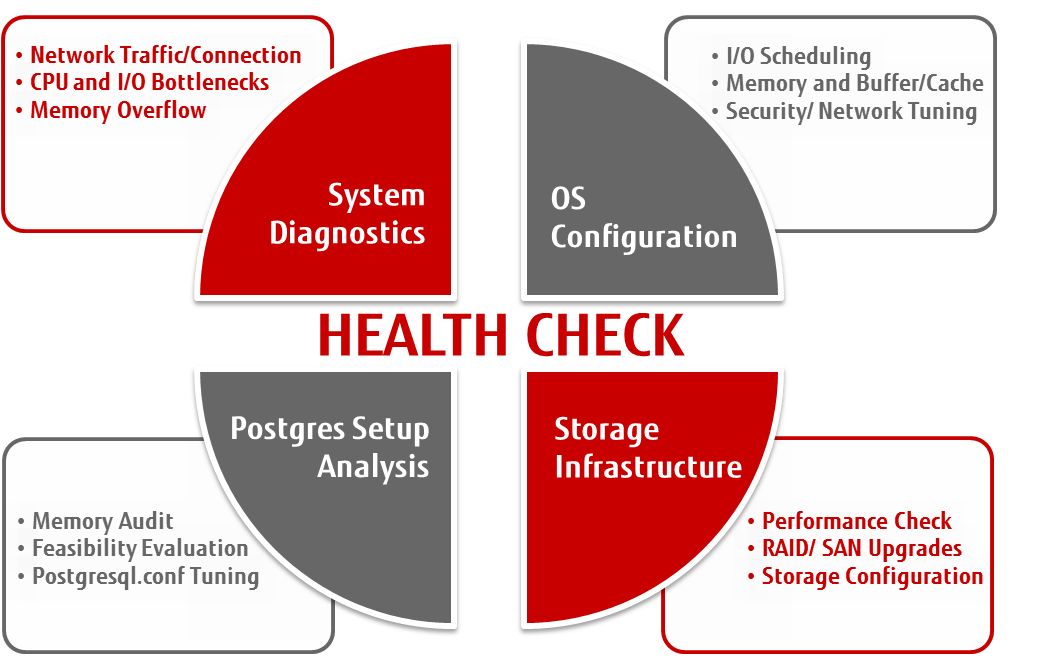 • Network Traffic/Connection
• CPU and I/O Bottlenecks
• Memory Overflow
System
Diagnostics
• I/O Scheduling
• Memory and Buffer/Cache
• Security/ Network Tuning
OS
Configuration
HEALTH CHECK
Postgres Setup
Analysis
• Memory Audit
• Feasibility Evaluation
• Postgresql.conf Tuning
Storage
Infrastructure
• Performance Check
• RAID/ SAN Upgrades
• Storage Configuration